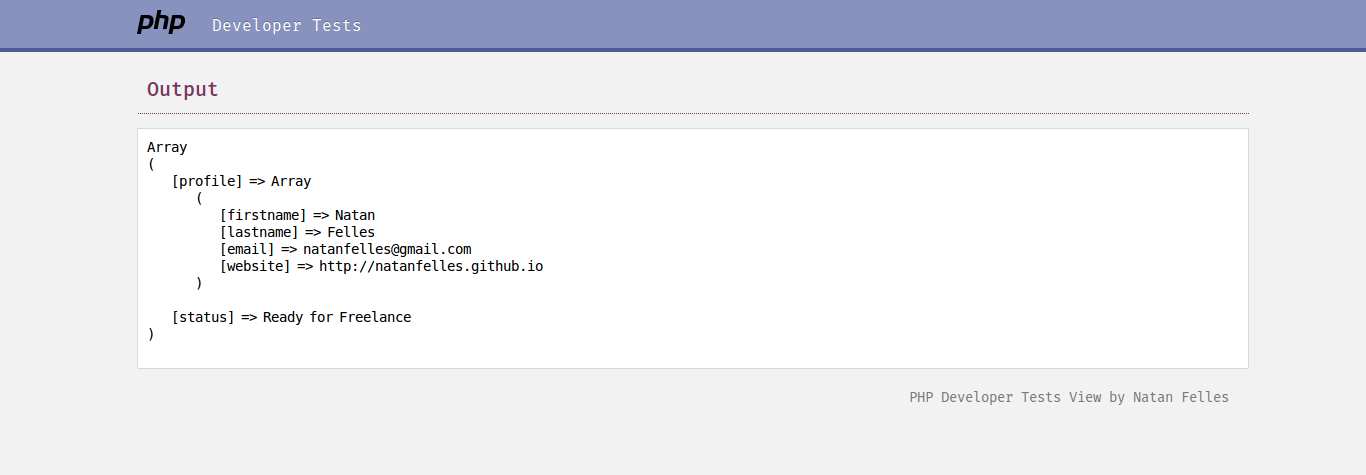 php Developer Tests
Output
Array
(
[profile] => Array
(
[firstname] => Natan
[lastname] => Felles
[email] => natanfelles@gmail.com
[website] => http://natanfelles.github.io
)
[status] => Ready for Freelance
)
PHP Developer Tests View by Natan Felles